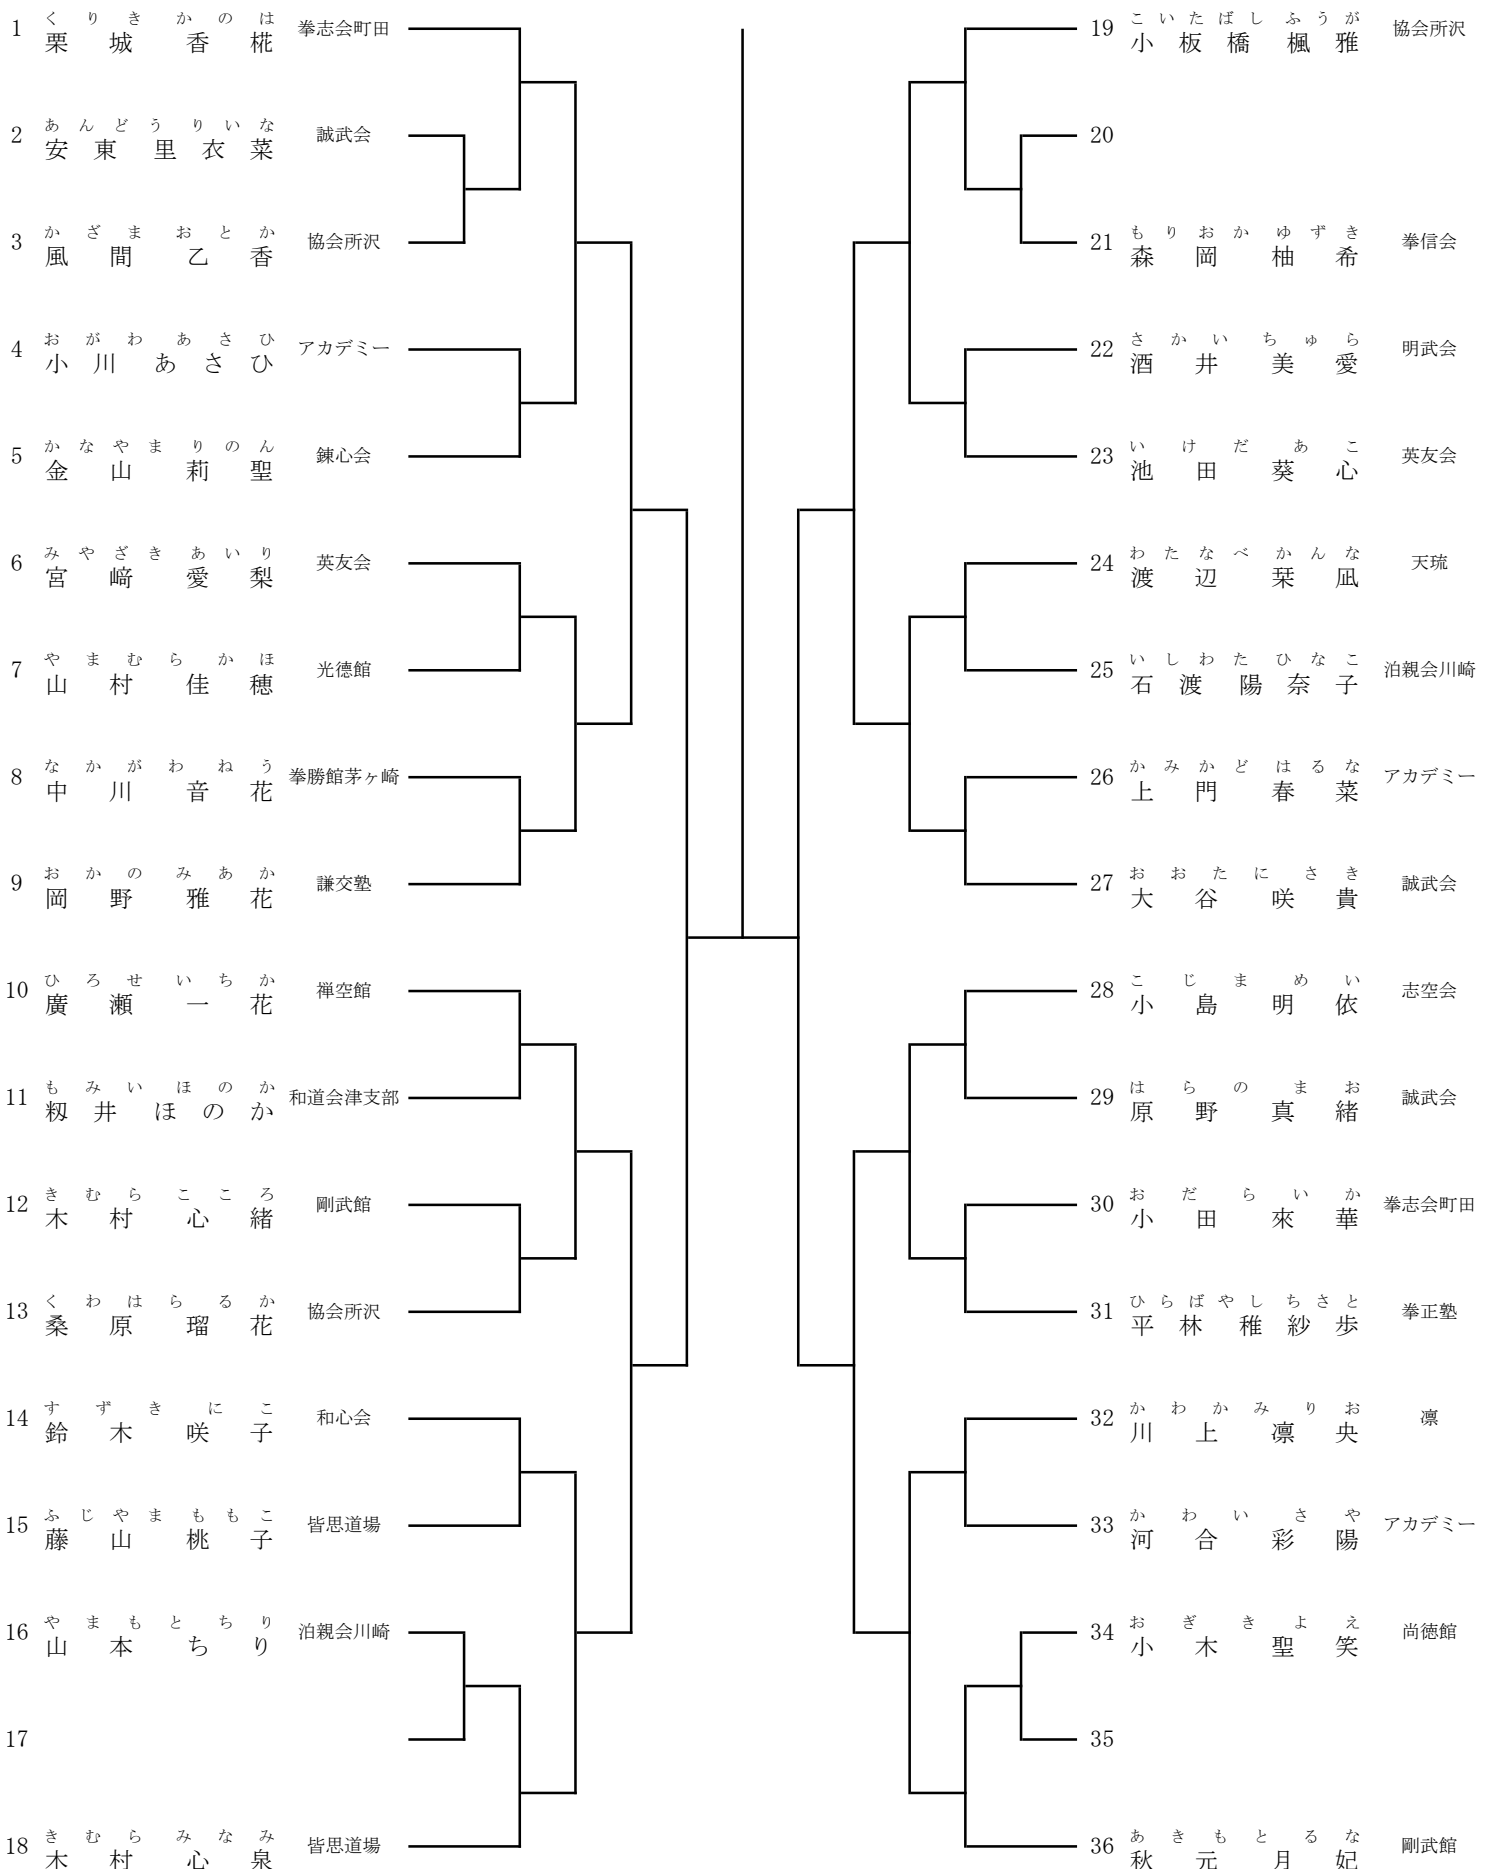 くりき かのは
1 栗城 香椛 拳志会町田
あんどう りいな
2 安東 里衣菜 誠武会
かざま おとか
3 風間 乙香 協会所沢
おがわ あさひ
4 小川 あさひ アカデミー
かなやま りのん
5 金山 莉聖 錬心会
みやざき あいり
6 宮﨑 愛梨 英友会
やまむら かほ
7 山村 佳穂 光德館
なかがわ ねう
8 中川 音花 拳勝館茅ヶ崎
おかの みあか
9 岡野 雅花 謙交塾
ひろせ いちか
10 廣瀬 一花 禅空館
もみい ほのか
11 籾井 ほのか 和道会津支部
きむら こころ
12 木村 心緒 剛武館
くわはら るか
13 桑原 瑠花 協会所沢
すずき にこ
14 鈴木 咲子 和心会
ふじやま ももこ
15 藤山 桃子 皆思道場
やまもと ちり
16 山本 ちり 泊親会川崎
17
きむら みなみ
18 木村 心泉 皆思道場
こいたばし ふうが
19 小板橋 楓雅 協会所沢
20
もりおか ゆずき
21 森岡 柚希 拳信会
さかい ちゅら
22 酒井 美愛 明武会
いけだ あこ
23 池田 葵心 英友会
わたなべ かんな
24 渡辺 栞凪 天琉
いしわた ひなこ
25 石渡 陽奈子 泊親会川崎
かみかど はるな
26 上門 春菜 アカデミー
おおたに さき
27 大谷 咲貴 誠武会
こじま めい
28 小島 明依 志空会
はらの まお
29 原野 真緒 誠武会
おだ らいか
30 小田 來華 拳志会町田
ひらばやし ちさと
31 平林 稚紗歩 拳正塾
かわかみ りお
32 川上 凛央 凛
かわい さや
33 河合 彩陽 アカデミー
おぎ きよえ
34 小木 聖笑 尚徳館
35
あきもと るな
36 秋元 月妃 剛武館